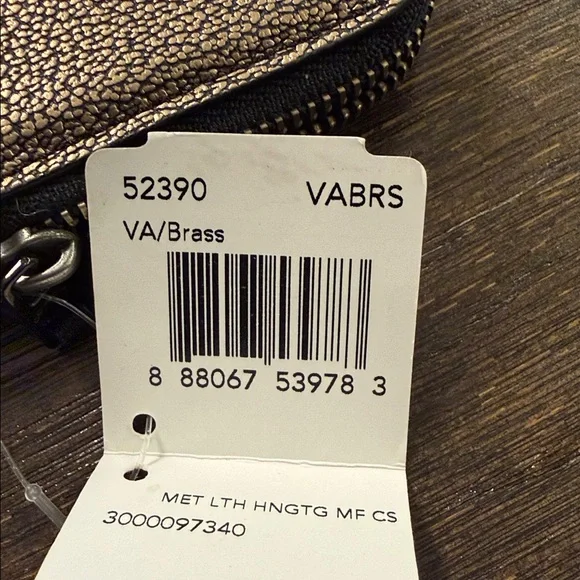 52390 VABRS
VA/Brass
8 88067 53978 3
MET LTH HNGTG MF CS
3000097340